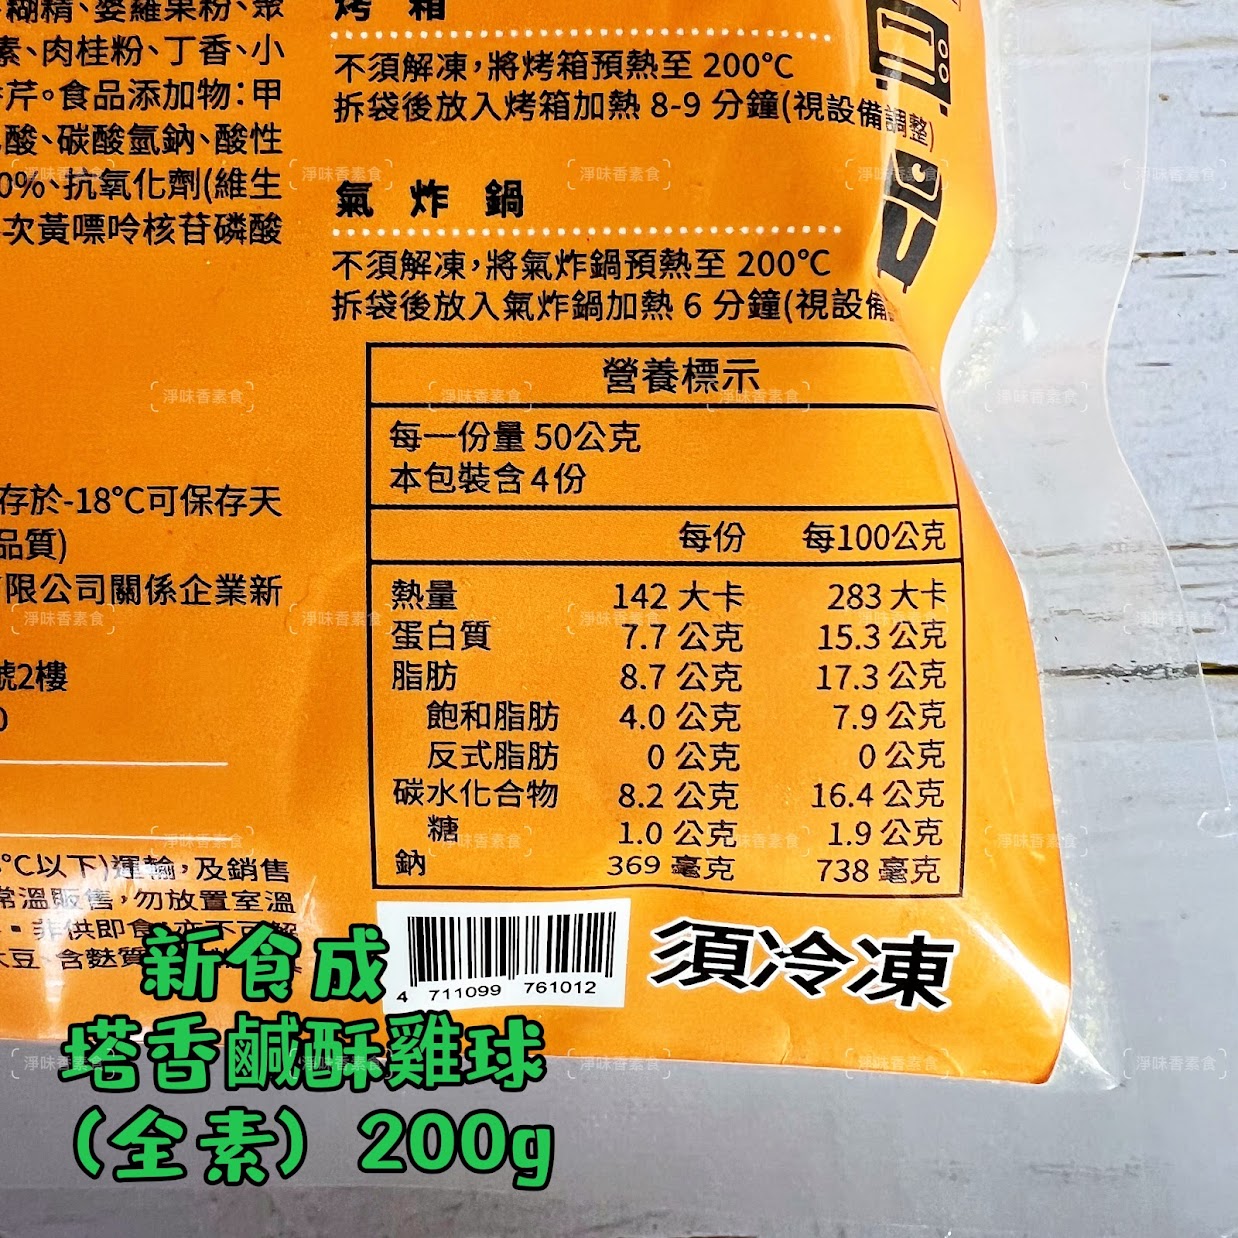 糊精、婆羅果粉、眾
素、肉桂粉、丁香、小
芹。食品添加物：甲
酸、碳酸氫鈉、酸性
0%、抗氧化劑(維生
次黃嘌呤核苷磷酸
存於-18°C可保存天
品質)
限公司關係企業新
號2樓
0
°C以下)運輸，及銷售
常溫販售，勿放置室溫
非供即食
大豆、含麩質
烤 箱
不須解凍，將烤箱預熱至 200°C
拆袋後放入烤箱加熱 8-9 分鐘(視設備調整)
氣 炸 鍋
不須解凍，將氣炸鍋預熱至 200°C
拆袋後放入氣炸鍋加熱 6 分鐘(視設備
營養標示
每一份量 50公克
本包裝含 4份
每份 每100公克
熱量 142 大卡 283 大卡
蛋白質 7.7 公克 15.3 公克
脂肪 8.7 公克 17.3 公克
飽和脂肪 4.0 公克 7.9 公克
反式脂肪 0 公克 0 公克
碳水化合物 8.2 公克 16.4 公克
糖 1.0 公克 1.9 公克
鈉 369 毫克 738 毫克
4 711099 761012
須冷凍
新食成
塔香鹹酥雞球
(全素) 200g
淨味香素食